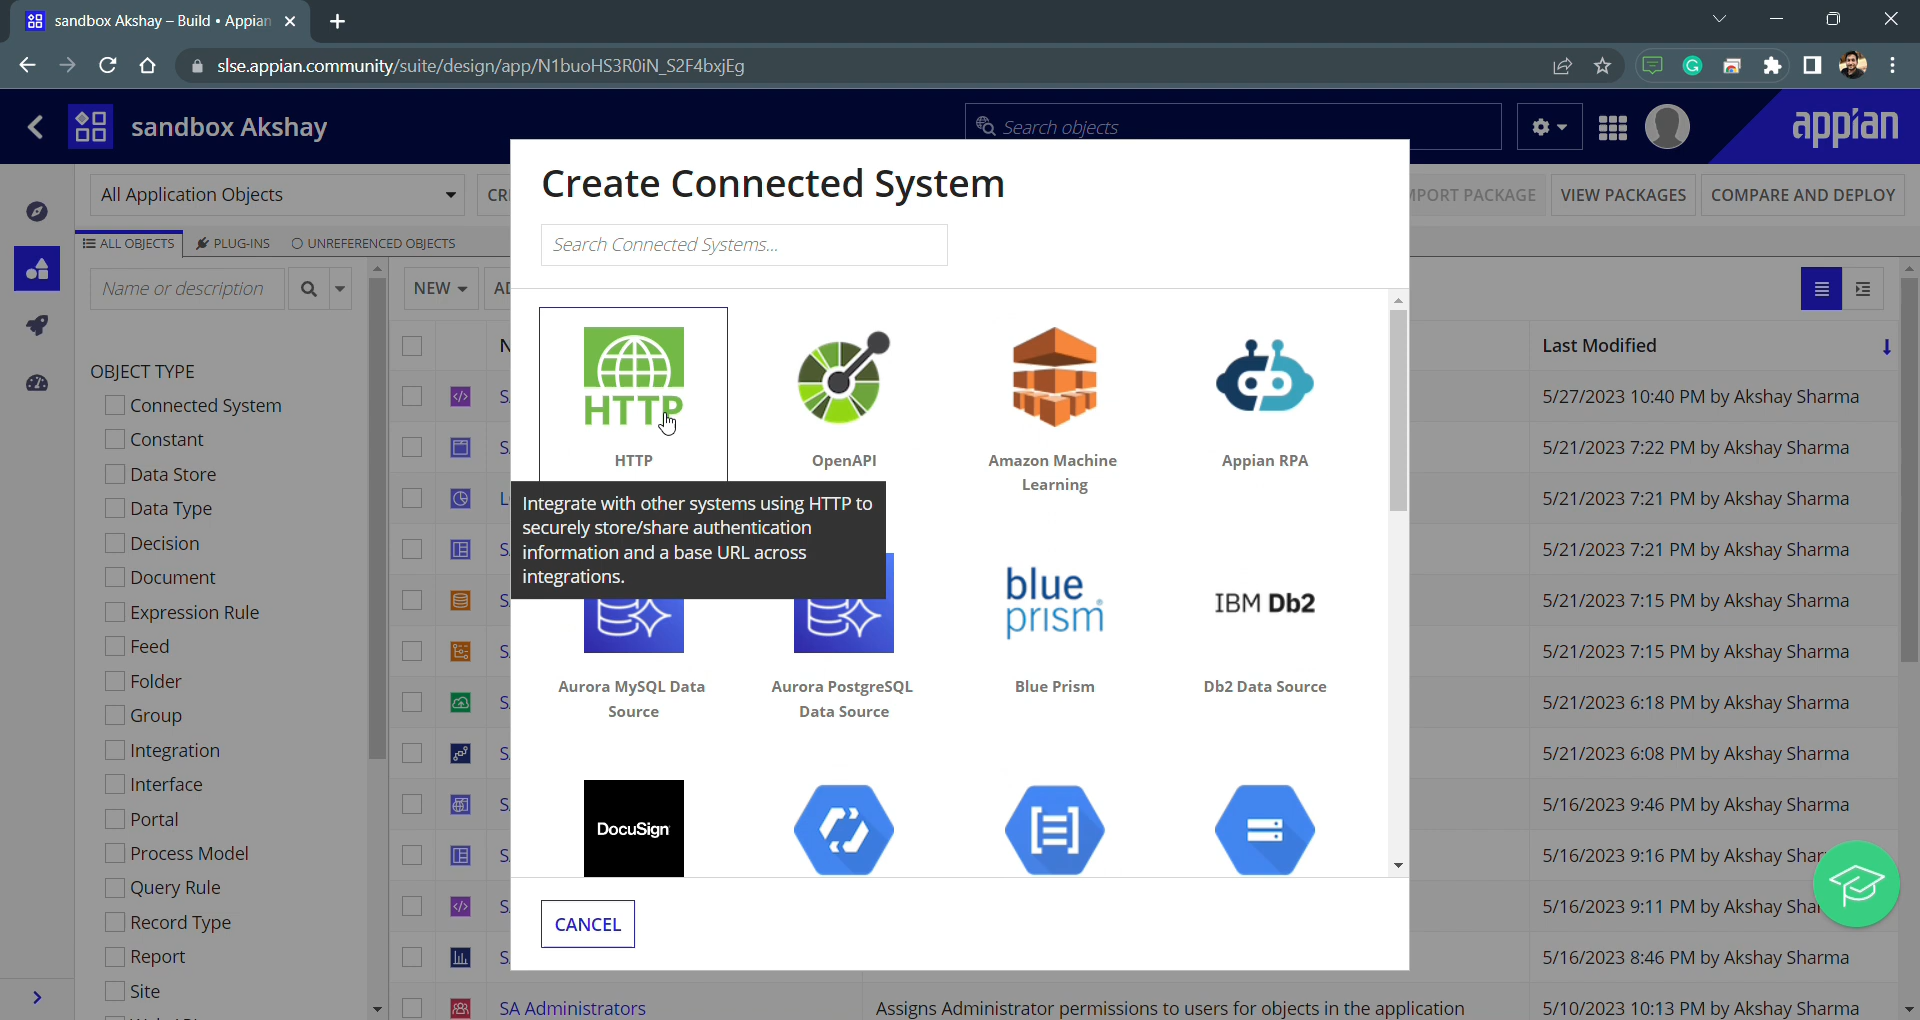 sandbox Akshay – Build • Appian
slse.appian.community/suite/design/app/N1buoHS3R0iN_S2F4bxjEg
sandbox Akshay
Search objects
appian
Create Connected System
All Application Objects
VIEW PACKAGES
COMPARE AND DEPLOY
ALL OBJECTS
PLUG-INS
UNREFERENCED OBJECTS
Search Connected Systems...
Name or description
NEW
OBJECT TYPE
Connected System
Constant
Data Store
Data Type
Decision
Document
Expression Rule
Feed
Folder
Group
Integration
Interface
Portal
Process Model
Query Rule
Record Type
Report
Site
HTTP
HTTP
OpenAPI
Amazon Machine
Learning
Appian RPA
Integrate with other systems using HTTP to
securely store/share authentication
information and a base URL across
integrations.
Aurora MySQL Data
Source
Aurora PostgreSQL
Data Source
blue
prism
Blue Prism
IBM Db2
Db2 Data Source
DocuSign
CANCEL
Last Modified
5/27/2023 10:40 PM by Akshay Sharma
5/21/2023 7:22 PM by Akshay Sharma
5/21/2023 7:21 PM by Akshay Sharma
5/21/2023 7:21 PM by Akshay Sharma
5/21/2023 7:15 PM by Akshay Sharma
5/21/2023 7:15 PM by Akshay Sharma
5/21/2023 6:18 PM by Akshay Sharma
5/21/2023 6:08 PM by Akshay Sharma
5/16/2023 9:46 PM by Akshay Sharma
5/16/2023 9:16 PM by Akshay
5/16/2023 9:11 PM by Akshay
5/16/2023 8:46 PM by Akshay Sharma
SA Administrators
Assigns Administrator permissions to users for objects in the application
5/10/2023 10:13 PM by Akshay Sharma